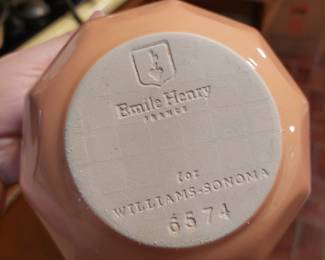 Emile Henry
FRANCE
for
WILLIAMS-SONOMA
6574